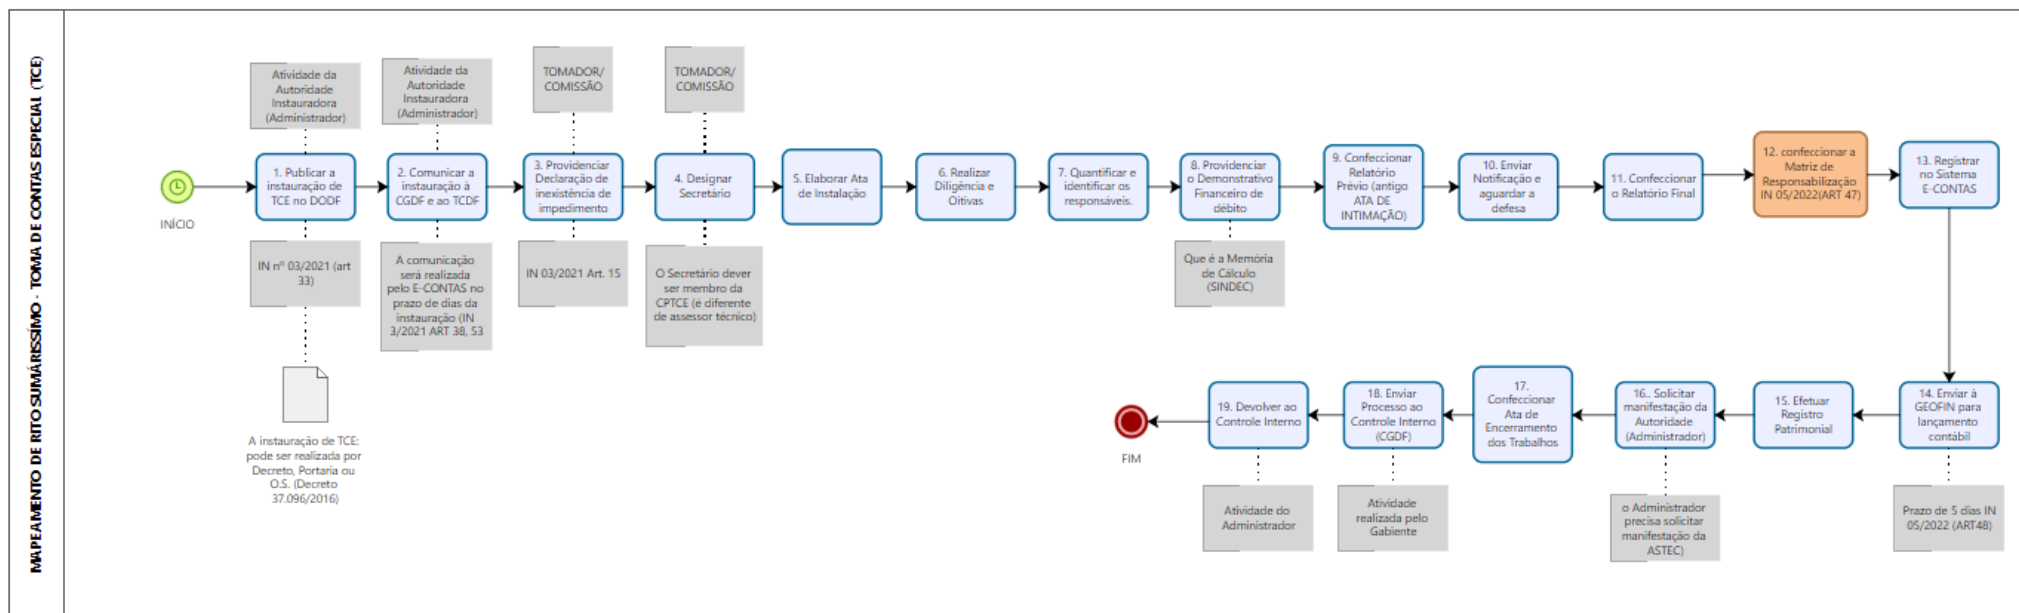 MAPEAMENTO DE RITO SUMÁRISSÍMO - TOMA DE CONTAS ESPECIAL (TCE)
Atividade da
Autoridade
Instauradora
(Administrador)
Atividade da
Autoridade
Instauradora
(Administrador)
TOMADOR/
COMISSÃO
TOMADOR/
COMISSÃO
INÍCIO
1. Publicar a
instauração de
TCE no DODF
2. Comunicar a
instauração à
CGDF e ao TCDF
3. Providenciar
Declaração de
inexistência de
impedimento
4. Designar
Secretário
5. Elaborar Ata
de Instalação
6. Realizar
Diligência e
Oitivas
7. Quantificar e
identificar os
responsáveis.
8. Providenciar
o Demonstrativo
Financeiro de
débito
9. Confeccionar
Relatório
Prévio (antigo
ATA DE
INTIMAÇÃO)
10. Enviar
Notificação e
aguardar a
defesa
11. Confeccionar
o Relatório Final
12. confeccionar a
Matriz de
Responsabilização
IN 05/2022(ART 47)
13. Registrar
no Sistema
E-CONTAS
IN nº 03/2021 (art
33)
A comunicação
será realizada
pelo E-CONTAS no
prazo de dias da
instauração (IN
3/2021 ART 38, 53
IN 03/2021 Art. 15
O Secretário dever
ser membro da
CPTCE (é diferente
de assessor técnico)
Que é a Memória
de Cálculo
(SINDEC)
A instauração de TCE:
pode ser realizada por
Decreto, Portaria ou
O.S. (Decreto
37.096/2016)
14. Enviar à
GEOFIN para
lançamento
contábil
15. Efetuar
Registro
Patrimonial
16.. Solicitar
manifestação da
Autoridade
(Administrador)
17.
Confeccionar
Ata de
Encerramento
dos Trabalhos
18. Enviar
Processo ao
Controle Interno
(CGDF)
19. Devolver ao
Controle Interno
FIM
Atividade do
Administrador
Atividade
realizada pelo
Gabiente
o Administrador
precisa solicitar
manifestação da
ASTEC)
Prazo de 5 dias IN
05/2022 (ART48)